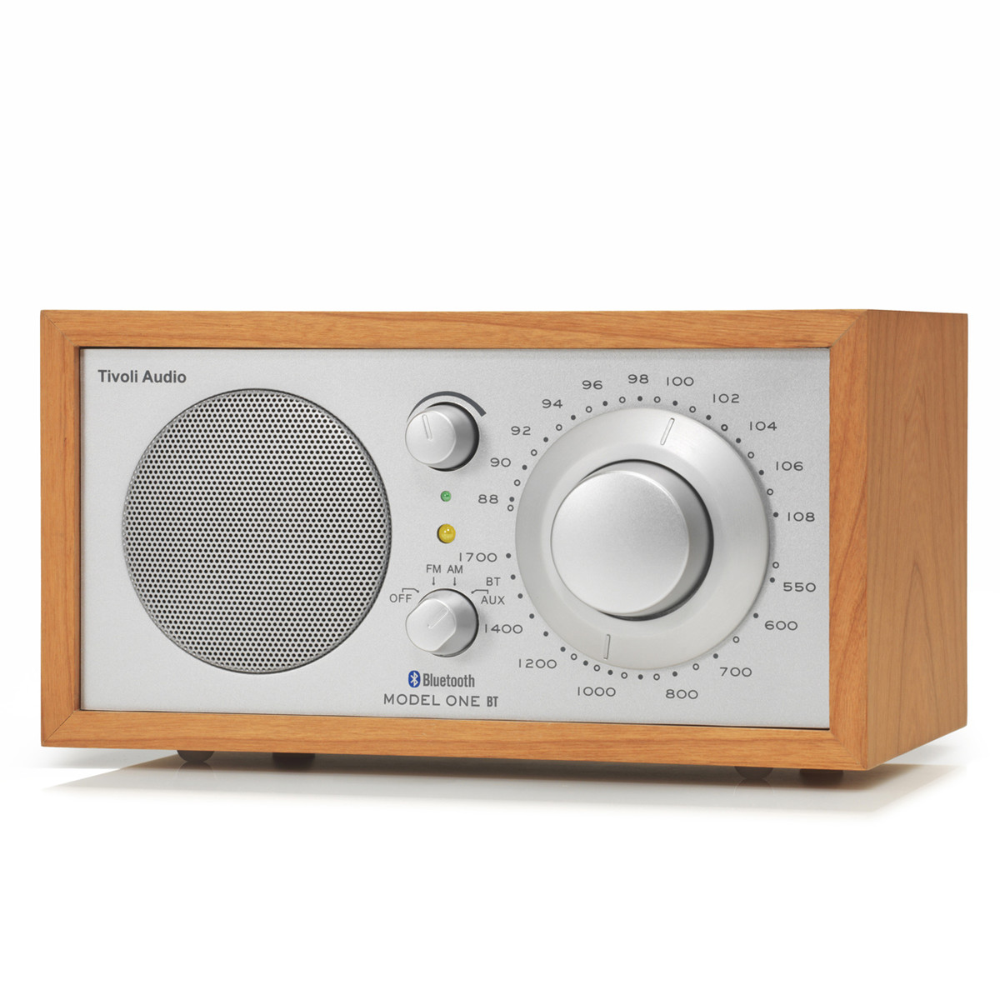 Tivoli Audio
88 90 92 94 96 98 100 102 104 106 108
1700 1400 1200 1000 800 700 600 550
FM AM
OFF
BT
AUX
Bluetooth
MODEL ONE BT